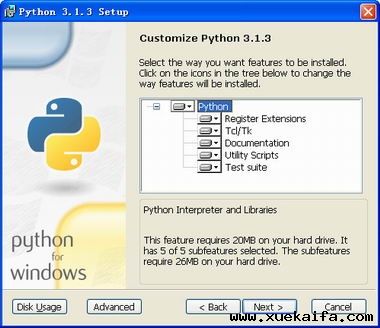 Python 3.1.3 Setup
Customize Python 3.1.3
Select the way you want features to be installed.
Click on the icons in the tree below to change the
way features will be installed.
Python
Register Extensions
Tcl/Tk
Documentation
Utility Scripts
Test suite
python
for
windows
Python Interpreter and Libraries
This feature requires 20MB on your hard drive. It
has 5 of 5 subfeatures selected. The subfeatures
require 26MB on your hard drive.
Disk Usage
Advanced
< Back
Next >
Cancel
www.xuekaifa.com